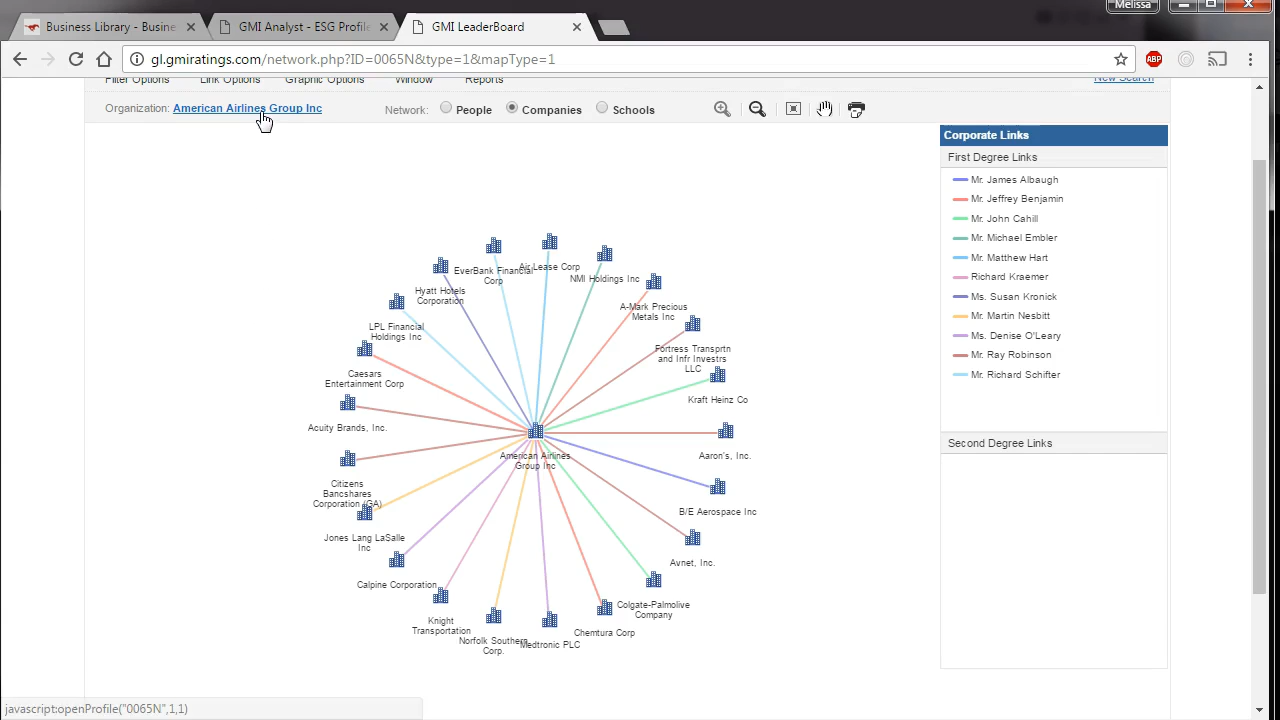 Melissa
Business Library - Busine
GMI Analyst - ESG Profile
GMI LeaderBoard
gl.gmiratings.com/network.php?ID=0065N&type=1&mapType=1
ABP
Filter Options Link Options Graphic Options Window Reports New Search
Organization: American Airlines Group Inc Network: People Companies Schools
Corporate Links
First Degree Links
Mr. James Albaugh
Mr. Jeffrey Benjamin
Mr. John Cahill
Mr. Michael Embler
Mr. Matthew Hart
Richard Kraemer
Ms. Susan Kronick
Mr. Martin Nesbitt
Ms. Denise O'Leary
Mr. Ray Robinson
Mr. Richard Schifter
Second Degree Links
EverBank Financial
Corp
Air Lease Corp
NMI Holdings Inc
Hyatt Hotels
Corporation
A-Mark Precious
Metals Inc
LPL Financial
Holdings Inc
Fortress Transprtn
and Infr Investrs
LLC
Caesars
Entertainment Corp
Kraft Heinz Co
Acuity Brands, Inc.
American Airlines
Group Inc
Aaron's, Inc.
Citizens
Bancshares
Corporation (GA)
B/E Aerospace Inc
Jones Lang LaSalle
Inc
Avnet, Inc.
Calpine Corporation
Colgate-Palmolive
Company
Knight
Transportation
Norfolk Southern
Corp.
Medtronic PLC
Chemtura Corp
javascript:openProfile("0065N",1,1)